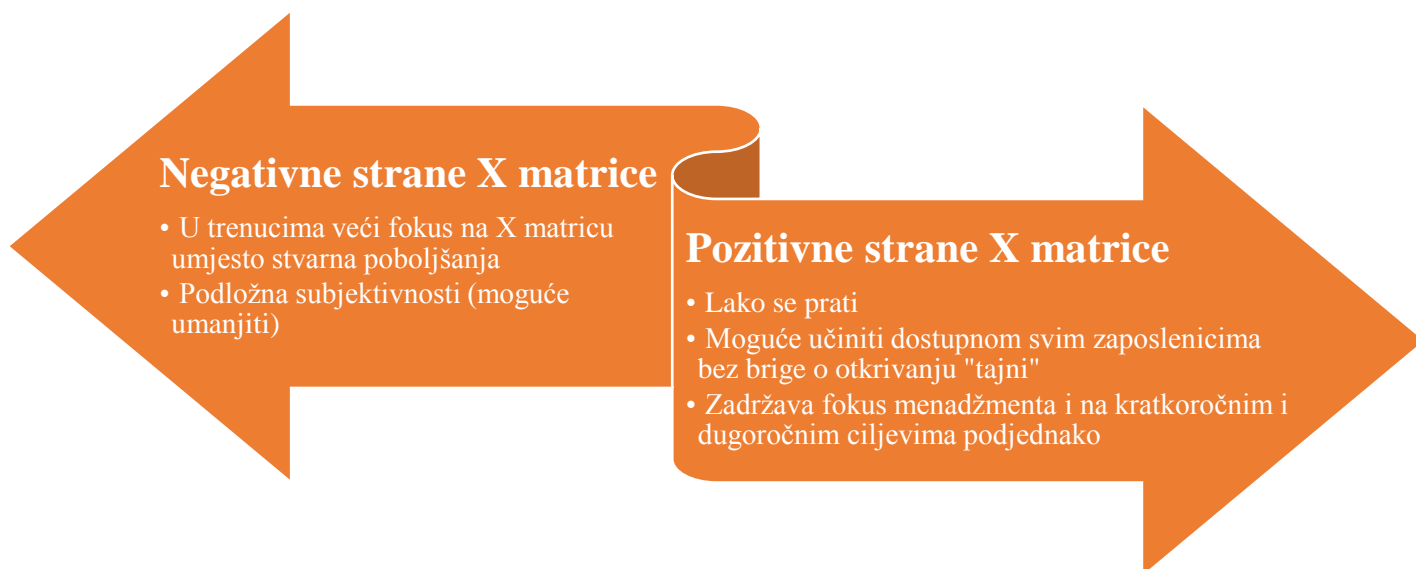 Negativne strane X matrice
• U trenucima veći fokus na X matricu
umjesto stvarna poboljšanja
• Podložna subjektivnosti (moguće
umanjiti)
Pozitivne strane X matrice
• Lako se prati
• Moguće učiniti dostupnom svim zaposlenicima
bez brige o otkrivanju "tajni"
• Zadržava fokus menadžmenta i na kratkoročnim i
dugoročnim ciljevima podjednako